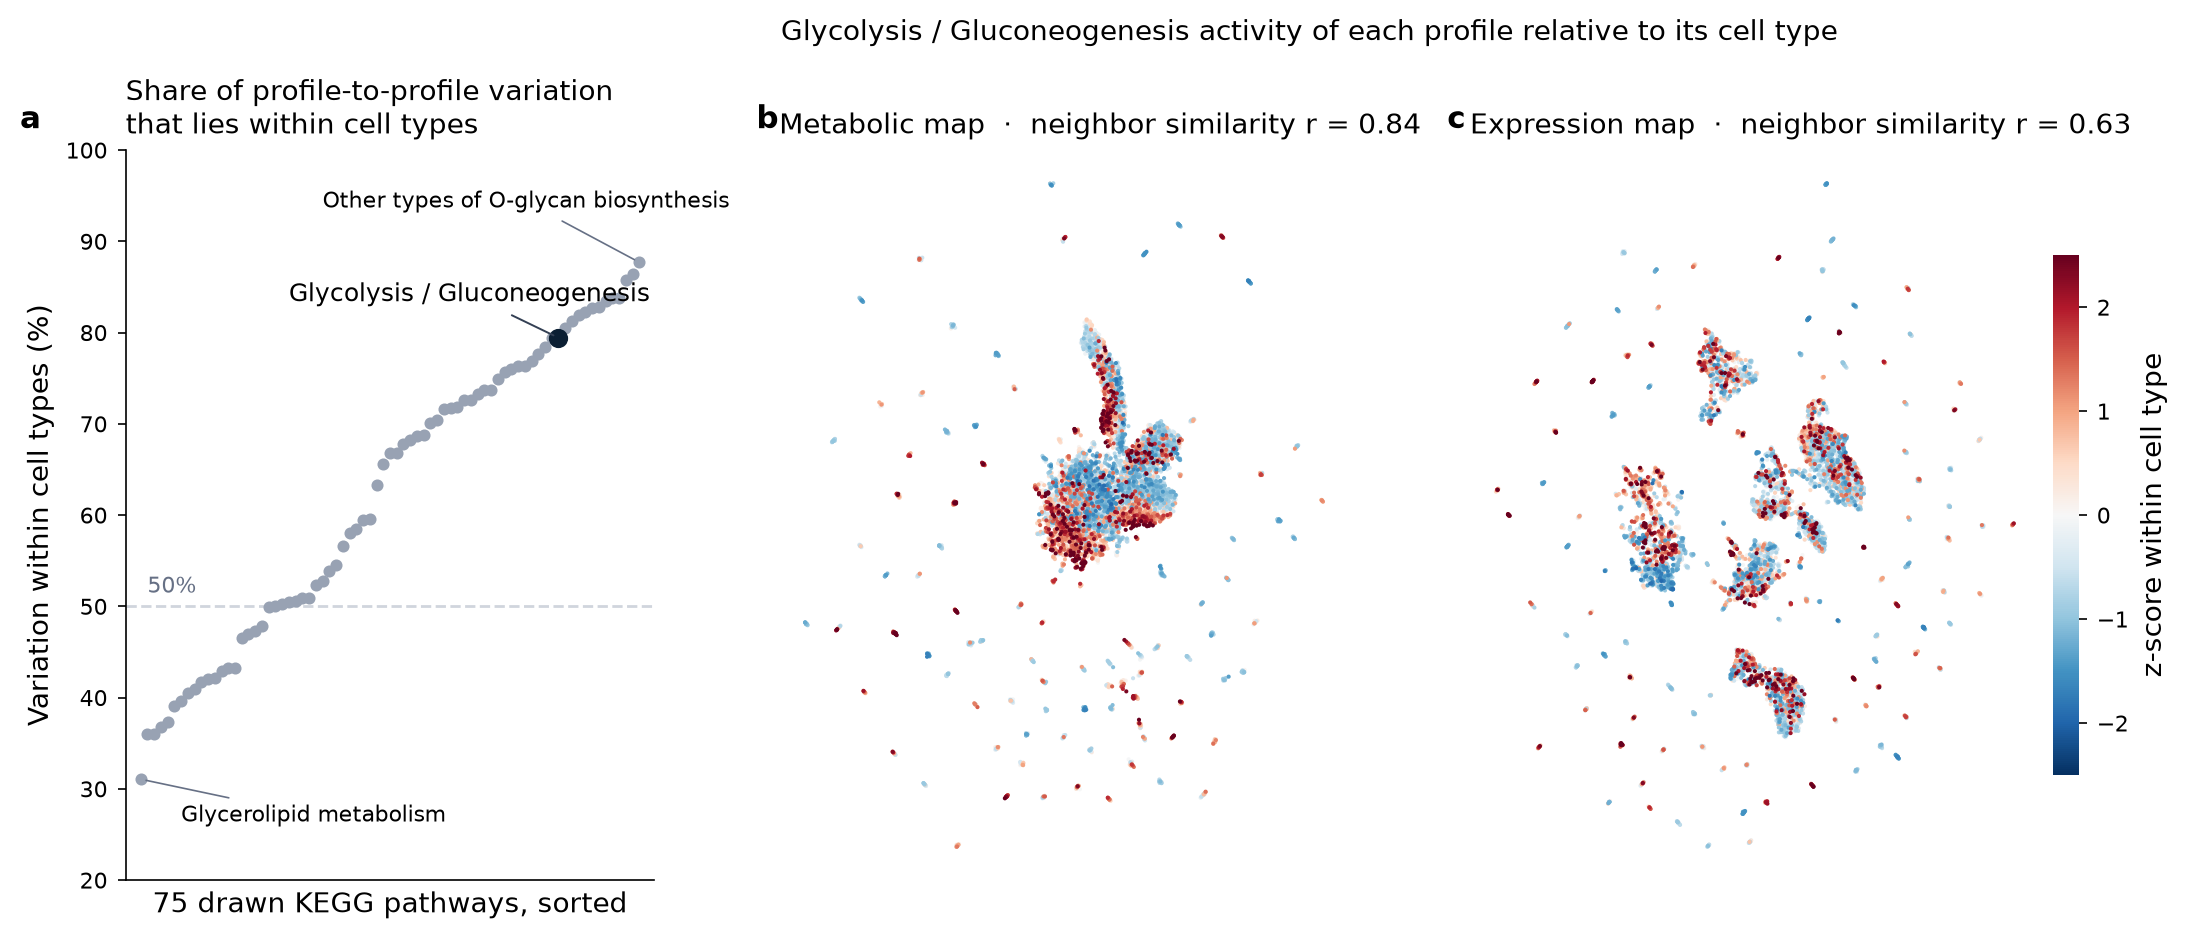 Glycolysis / Gluconeogenesis activity of each profile relative to its cell type
a
Share of profile-to-profile variation
that lies within cell types
Variation within cell types (%)
100
90
80
70
60
50
40
30
20
Other types of O-glycan biosynthesis
Glycolysis / Gluconeogenesis
50%
Glycerolipid metabolism
75 drawn KEGG pathways, sorted
b
Metabolic map · neighbor similarity r = 0.84
c
Expression map · neighbor similarity r = 0.63
2
1
0
−1
−2
z-score within cell type